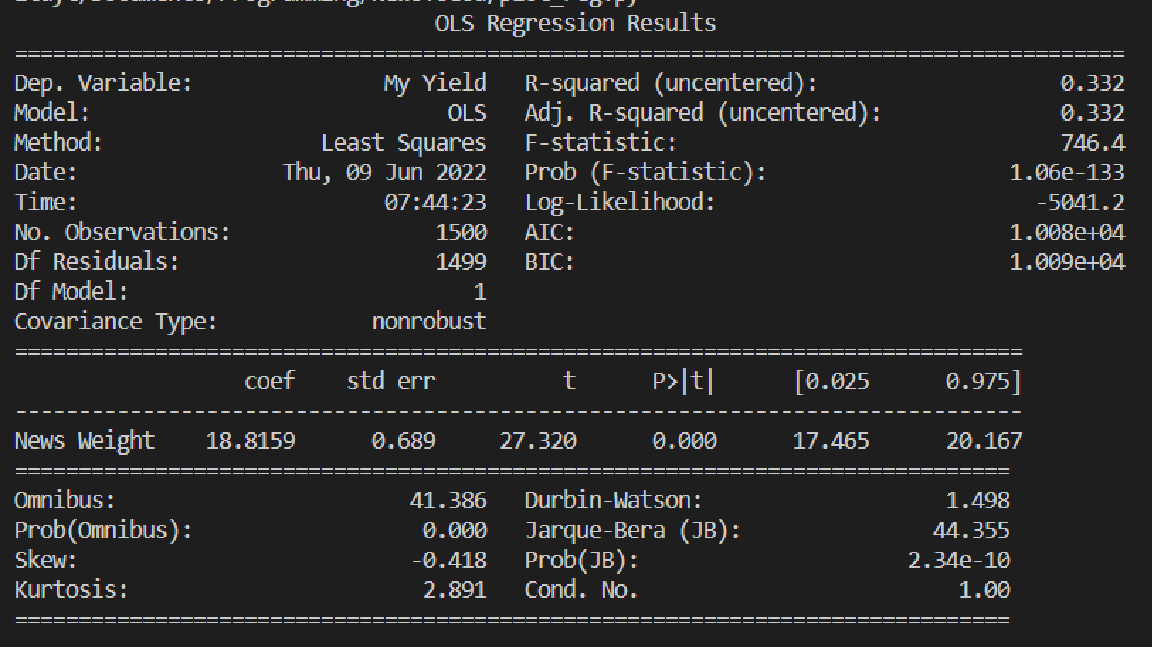 OLS Regression Results
==============================================================================
Dep. Variable: My Yield R-squared (uncentered): 0.332
Model: OLS Adj. R-squared (uncentered): 0.332
Method: Least Squares F-statistic: 746.4
Date: Thu, 09 Jun 2022 Prob (F-statistic): 1.06e-133
Time: 07:44:23 Log-Likelihood: -5041.2
No. Observations: 1500 AIC: 1.008e+04
Df Residuals: 1499 BIC: 1.009e+04
Df Model: 1
Covariance Type: nonrobust
==============================================================================
coef std err t P>|t| [0.025 0.975]
------------------------------------------------------------------------------
News Weight 18.8159 0.689 27.320 0.000 17.465 20.167
==============================================================================
Omnibus: 41.386 Durbin-Watson: 1.498
Prob(Omnibus): 0.000 Jarque-Bera (JB): 44.355
Skew: -0.418 Prob(JB): 2.34e-10
Kurtosis: 2.891 Cond. No. 1.00
==============================================================================